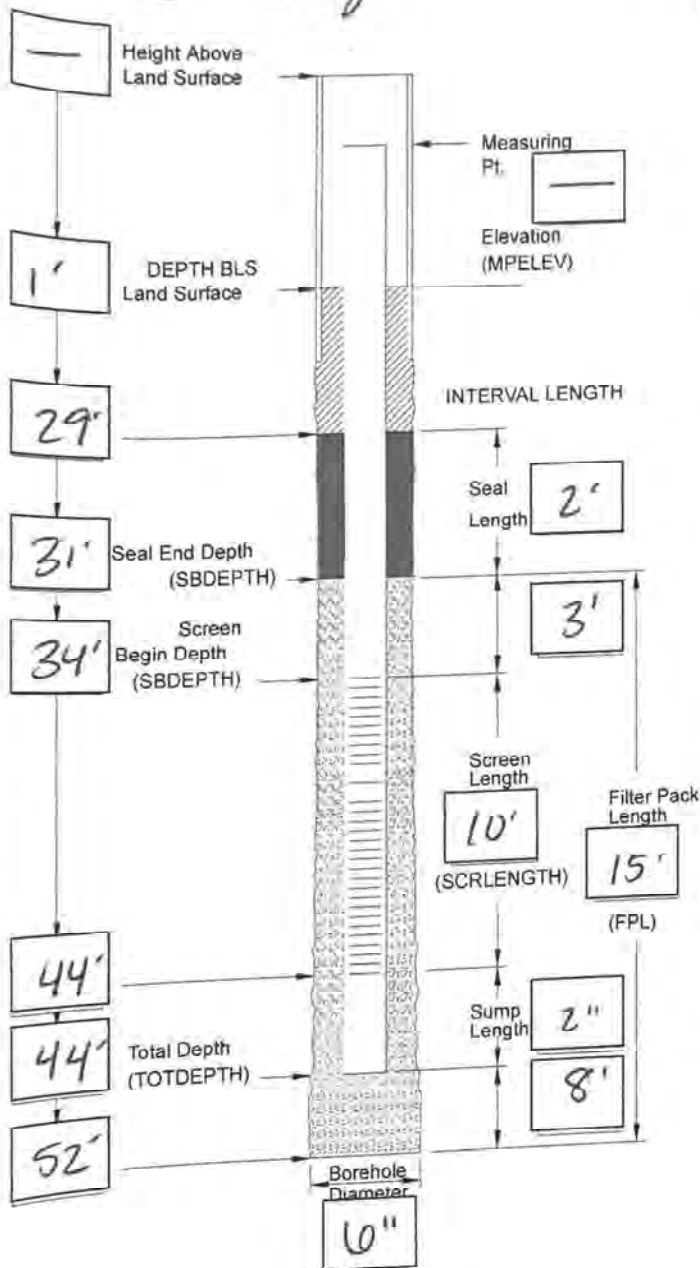 —
Height Above
Land Surface
Measuring
Pt.
—
Elevation
(MPELEV)
1'
DEPTH BLS
Land Surface
INTERVAL LENGTH
29'
Seal
Length
2'
31'
Seal End Depth
(SBDEPTH)
3'
34'
Screen
Begin Depth
(SBDEPTH)
Screen
Length
10'
(SCRLENGTH)
Filter Pack
Length
15'
(FPL)
44'
Sump
Length
2"
44'
Total Depth
(TOTDEPTH)
8'
52'
Borehole
Diameter
6"